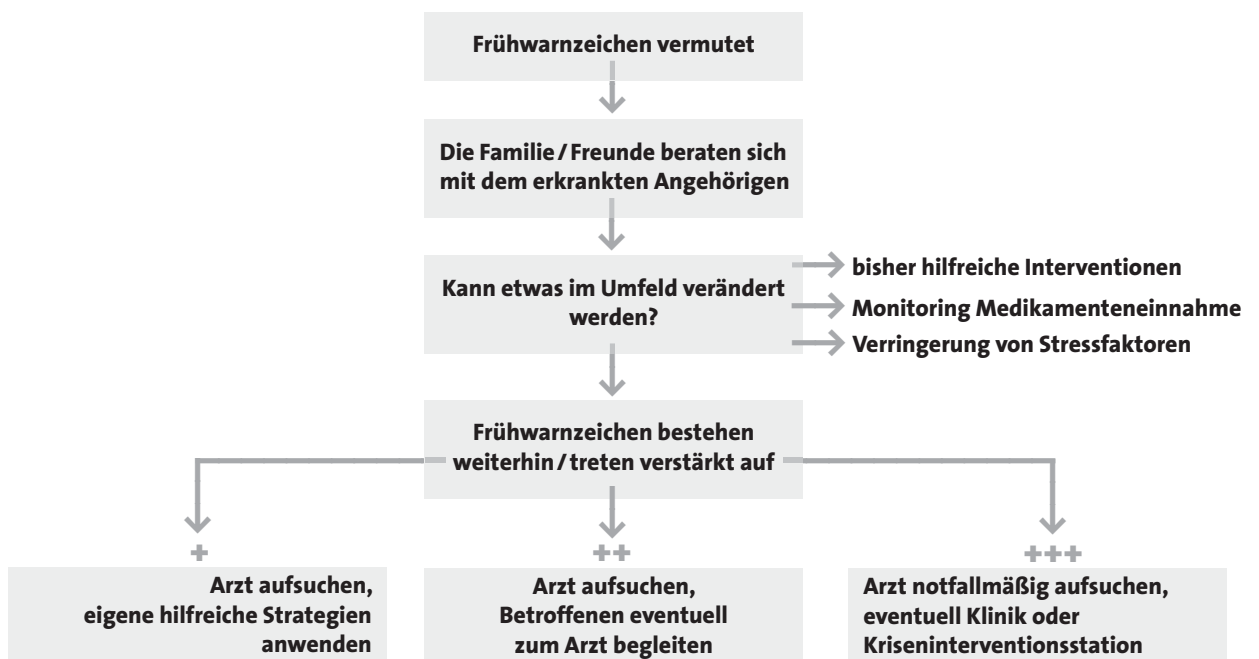 Frühwarnzeichen vermutet
Die Familie / Freunde beraten sich
mit dem erkrankten Angehörigen
Kann etwas im Umfeld verändert
werden?
bisher hilfreiche Interventionen
Monitoring Medikamenteneinnahme
Verringerung von Stressfaktoren
Frühwarnzeichen bestehen
weiterhin / treten verstärkt auf
+
Arzt aufsuchen,
eigene hilfreiche Strategien
anwenden
++
Arzt aufsuchen,
Betroffenen eventuell
zum Arzt begleiten
+++
Arzt notfallmäßig aufsuchen,
eventuell Klinik oder
Kriseninterventionsstation